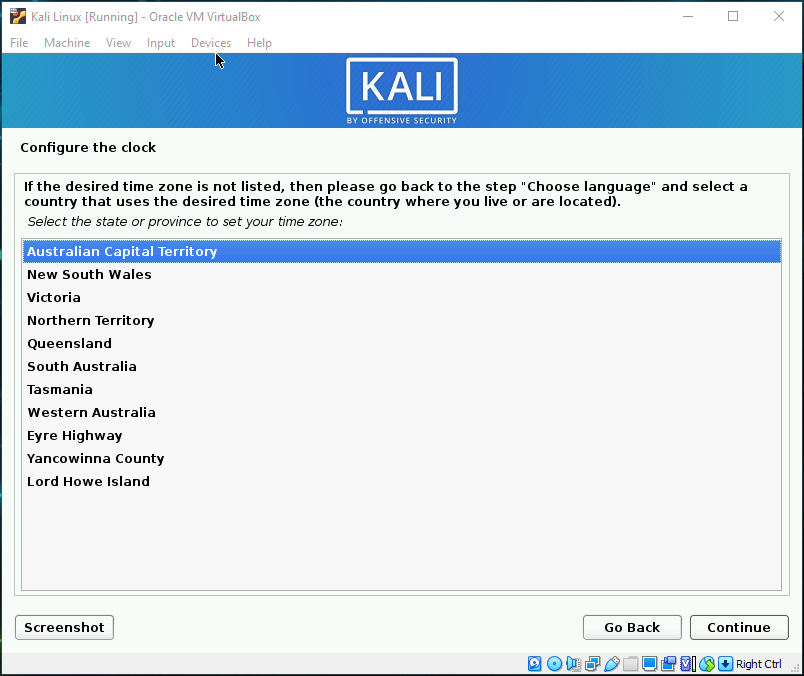 Kali Linux [Running] - Oracle VM VirtualBox
File Machine View Input Devices Help
KALI
BY OFFENSIVE SECURITY
Configure the clock
If the desired time zone is not listed, then please go back to the step "Choose language" and select a
country that uses the desired time zone (the country where you live or are located).
Select the state or province to set your time zone:
Australian Capital Territory
New South Wales
Victoria
Northern Territory
Queensland
South Australia
Tasmania
Western Australia
Eyre Highway
Yancowinna County
Lord Howe Island
Screenshot Go Back Continue
Right Ctrl